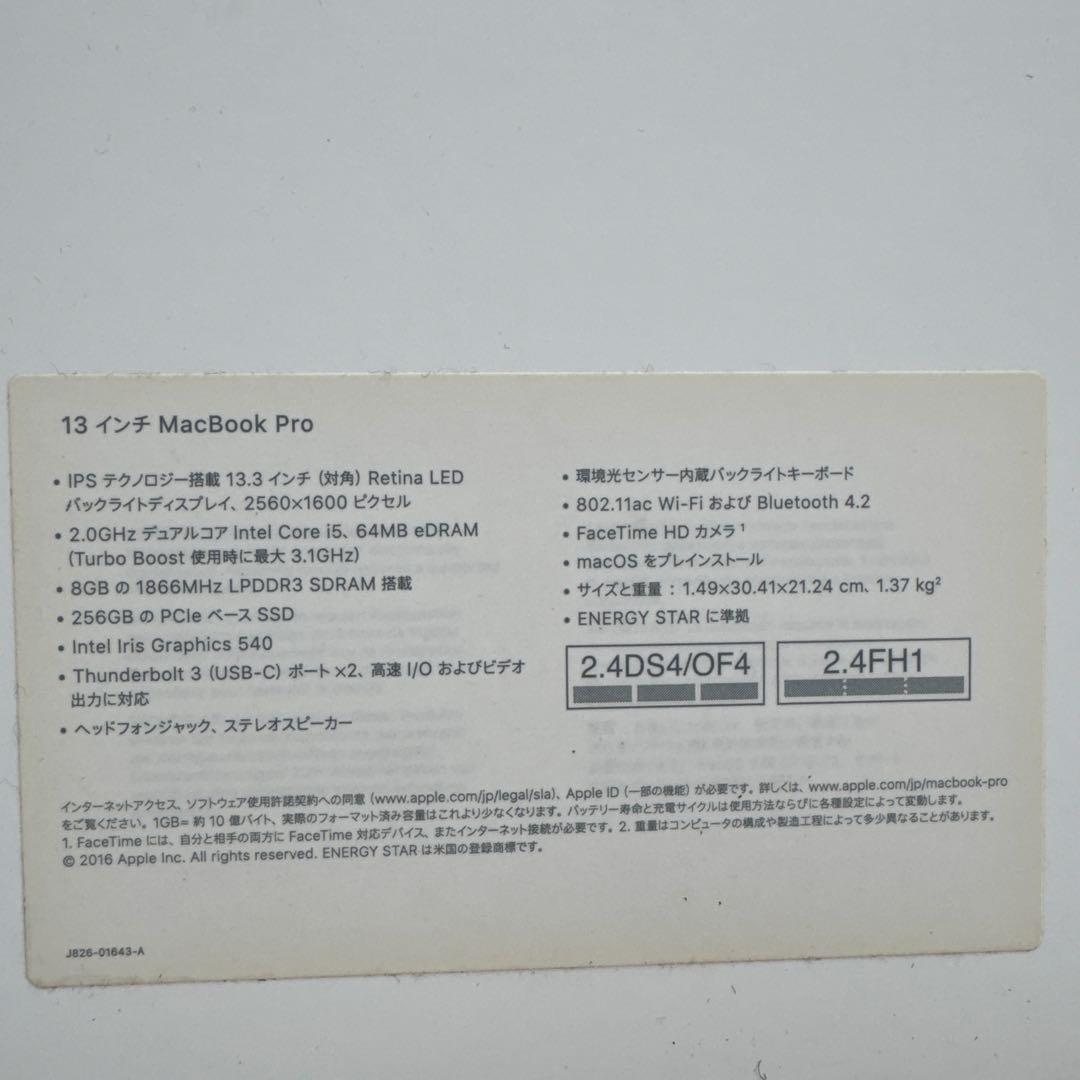 13 インチ MacBook Pro
• IPS テクノロジー搭載 13.3 インチ (対角) Retina LED
バックライトディスプレイ、2560×1600 ピクセル
• 2.0GHz デュアルコア Intel Core i5、64MB eDRAM
(Turbo Boost 使用時に最大 3.1GHz)
• 8GB の 1866MHz LPDDR3 SDRAM 搭載
• 256GB の PCIe ベース SSD
• Intel Iris Graphics 540
• Thunderbolt 3 (USB-C) ポート ×2、高速 I/O およびビデオ
出力に対応
• ヘッドフォンジャック、ステレオスピーカー
• 環境光センサー内蔵バックライトキーボード
• 802.11ac Wi-Fi および Bluetooth 4.2
• FaceTime HD カメラ¹
• macOS をプレインストール
• サイズと重量：1.49×30.41×21.24 cm、1.37 kg²
• ENERGY STAR に準拠
2.4DS4/OF4
2.4FH1
インターネットアクセス、ソフトウェア使用許諾契約への同意 (www.apple.com/jp/legal/sla)、Apple ID (一部の機能) が必要です。詳しくは、www.apple.com/jp/macbook-pro
をご覧ください。1GB= 約 10 億バイト、実際のフォーマット済み容量はこれより少なくなります。バッテリー寿命と充電サイクルは使用方法ならびに各種設定によって変動します。
1. FaceTime には、自分と相手の両方に FaceTime 対応デバイス、またインターネット接続が必要です。2. 重量はコンピュータの構成や製造工程によって多少異なることがあります。
© 2016 Apple Inc. All rights reserved. ENERGY STAR は米国の登録商標です。
J826-01643-A